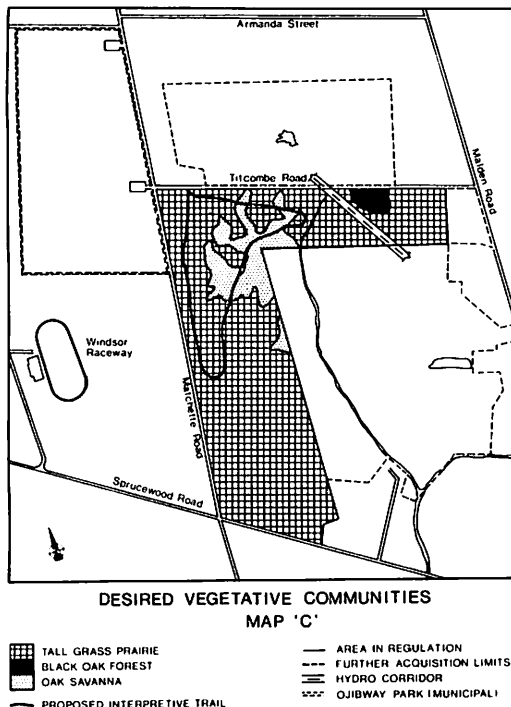 Armanda Street
Malden Road
Titcombe Road
Windsor
Raceway
Matchette Road
Sprucewood Road
DESIRED VEGETATIVE COMMUNITIES
MAP 'C'
TALL GRASS PRAIRIE
BLACK OAK FOREST
OAK SAVANNA
PROPOSED INTERPRETIVE TRAIL
AREA IN REGULATION
FURTHER ACQUISITION LIMITS
HYDRO CORRIDOR
OJIBWAY PARK (MUNICIPAL)